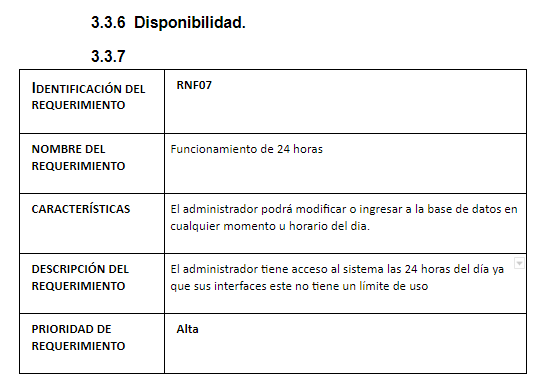 3.3.6 Disponibilidad.
3.3.7
IDENTIFICACIÓN DEL
REQUERIMIENTO
RNF07
NOMBRE DEL
REQUERIMIENTO
Funcionamiento de 24 horas
CARACTERÍSTICAS
El administrador podrá modificar o ingresar a la base de datos en
cualquier momento u horario del dia.
DESCRIPCIÓN DEL
REQUERIMIENTO
El administrador tiene acceso al sistema las 24 horas del día ya
que sus interfaces este no tiene un límite de uso
PRIORIDAD DE
REQUERIMIENTO
Alta